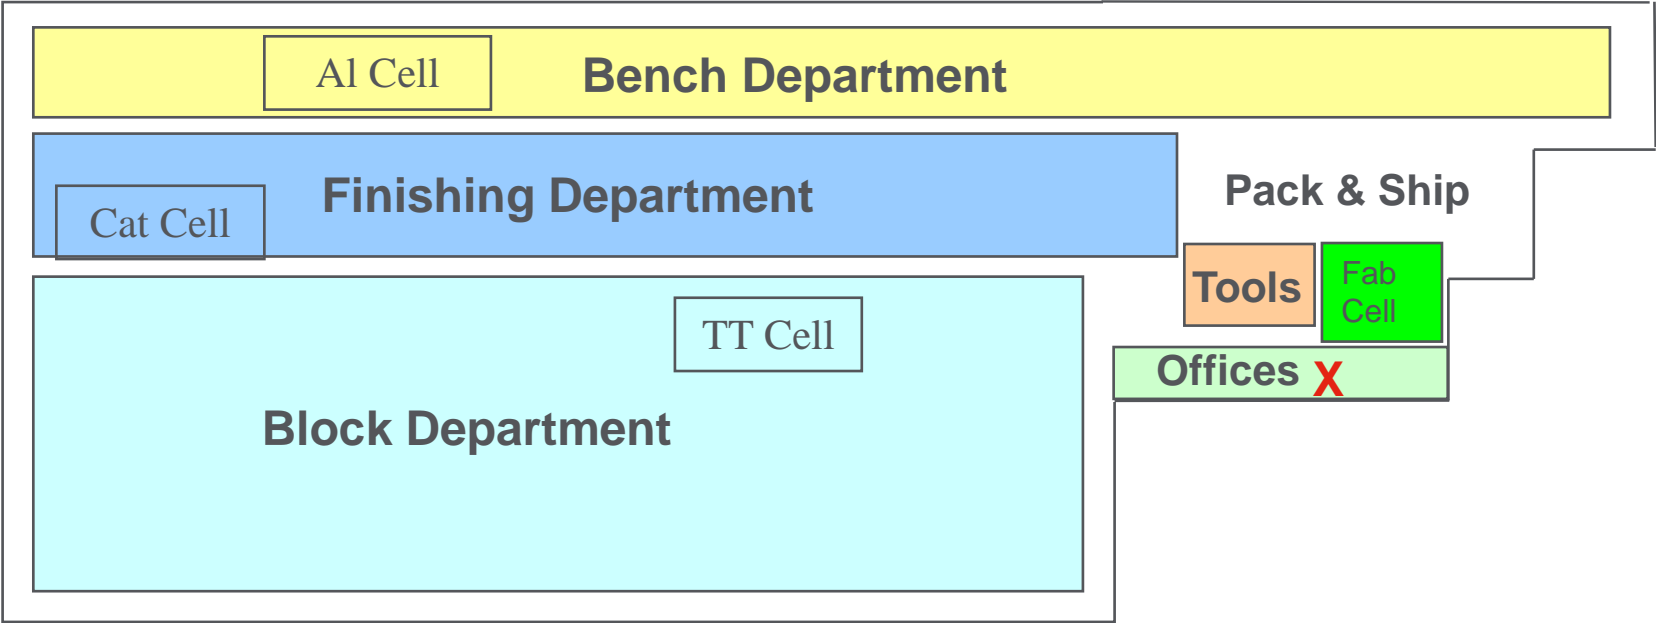 Al Cell
Bench Department
Finishing Department
Cat Cell
Pack & Ship
Tools
Fab
Cell
TT Cell
Offices X
Block Department